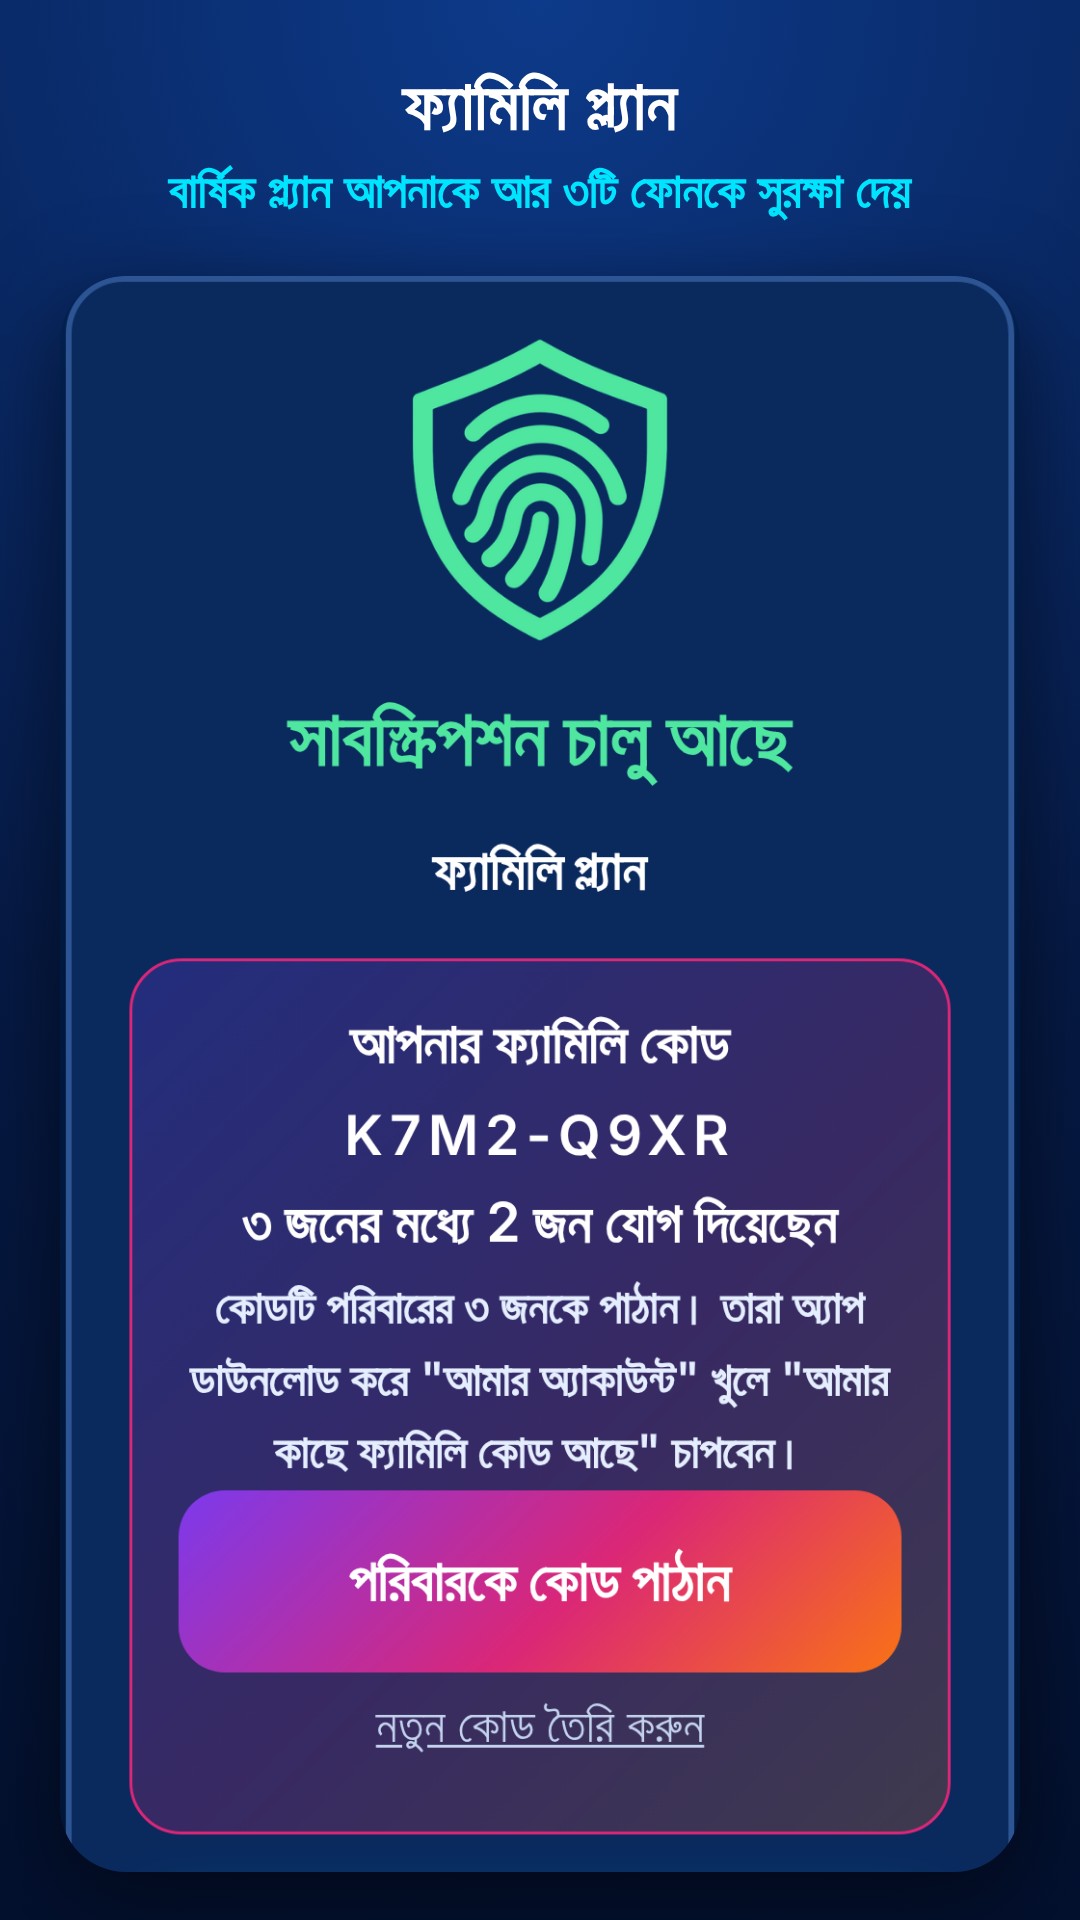 ফ্যামিলি প্ল্যান
বার্ষিক প্ল্যান আপনাকে আর ৩টি ফোনকে সুরক্ষা দেয়
সাবস্ক্রিপশন চালু আছে
ফ্যামিলি প্ল্যান
আপনার ফ্যামিলি কোড
K7M2-Q9XR
৩ জনের মধ্যে 2 জন যোগ দিয়েছেন
কোডটি পরিবারের ৩ জনকে পাঠান। তারা অ্যাপ
ডাউনলোড করে "আমার অ্যাকাউন্ট" খুলে "আমার
কাছে ফ্যামিলি কোড আছে" চাপবেন।
পরিবারকে কোড পাঠান
নতুন কোড তৈরি করুন